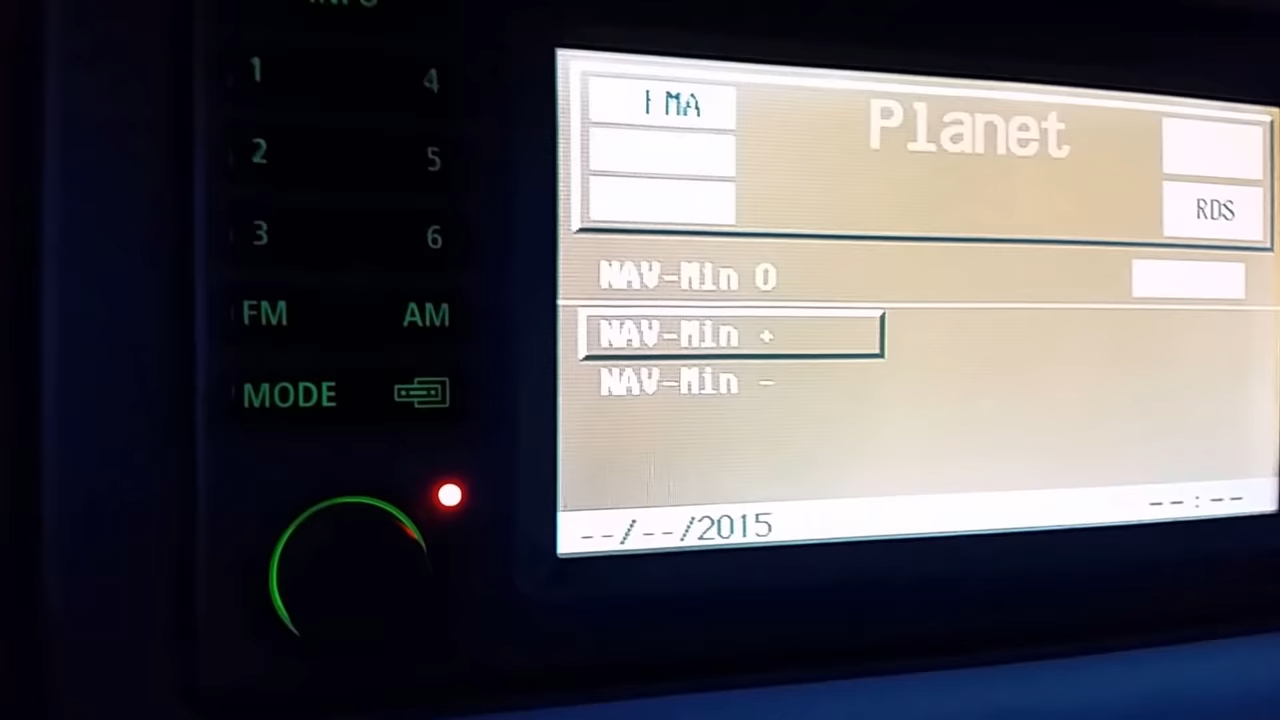 INFO
1 4
2 5
3 6
FM AM
MODE
FMA
Planet
RDS
NAV-Min 0
NAV-Min +
NAV-Min -
--/--/2015
--:--